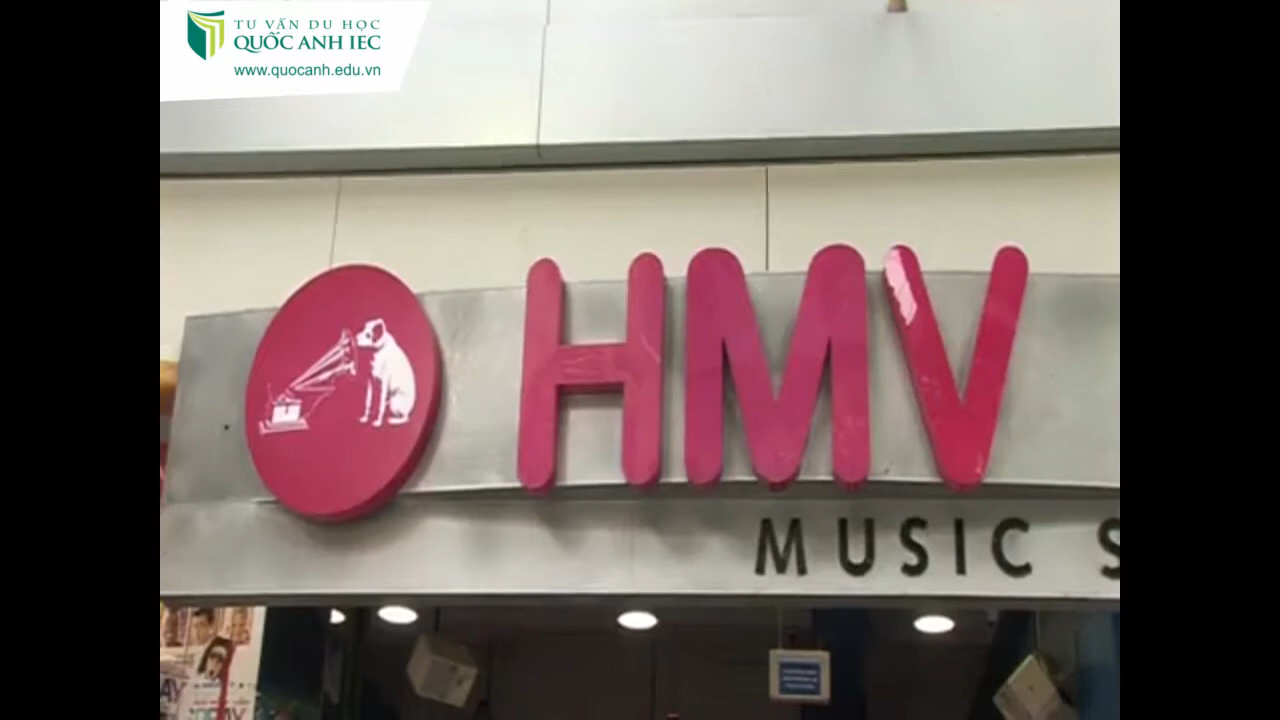 TƯ VẤN DU HỌC
QUỐC ANH IEC
www.quocanh.edu.vn
HMV
MUSIC S